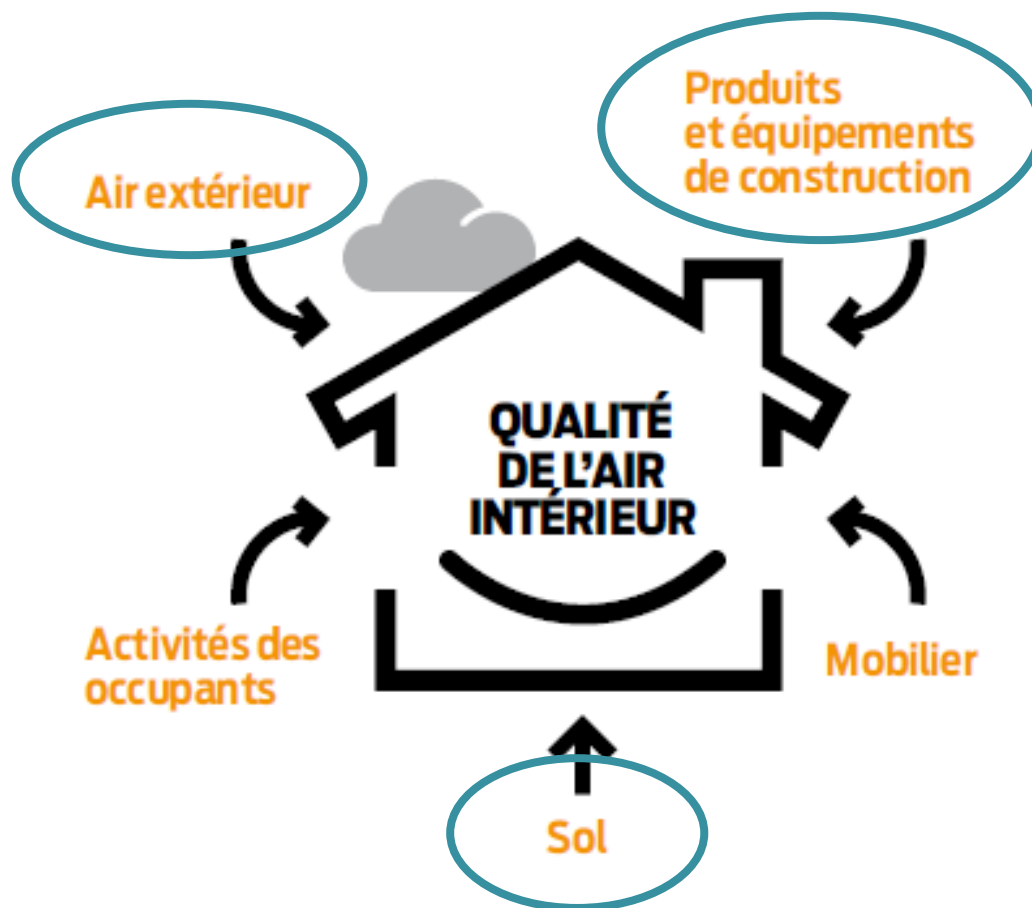 Produits
et équipements
de construction
Air extérieur
QUALITÉ
DE L'AIR
INTÉRIEUR
Activités des
occupants
Mobilier
Sol